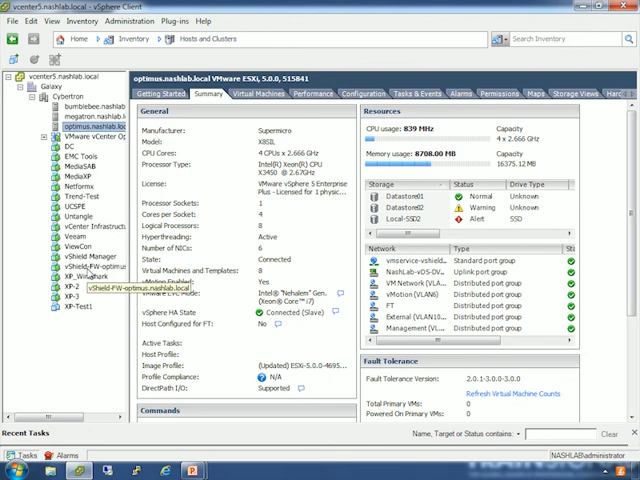 vcenter5.nashlab.local - vSphere Client
File Edit View Inventory Administration Plug-ins Help
Home Inventory Hosts and Clusters
Search Inventory
vcenter5.nashlab.local
Galaxy
Cybertron
bumblebee.nashlab
megatron.nashlab.l
optimus.nashlab.loc
VMware vCenter Op
DC
EMC Tools
MediaSAB
MediaXP
Netformx
Trend-Test
UCSPE
Untangle
vCenter Infrastructu
Veeam
ViewCon
vShield Manager
vShield-FW-optimus
XP-2
vShield-FW-optimus.nashlab.local
XP-3
XP-Test1
optimus.nashlab.local VMware ESXi, 5.0.0, 515841
Getting Started Summary Virtual Machines Performance Configuration Tasks & Events Alarms Permissions Maps Storage Views Hard
General
Manufacturer: Supermicro
Model: X8SIL
CPU Cores: 4 CPUs x 2.666 GHz
Processor Type: Intel(R) Xeon(R) CPU
X3450 @ 2.67GHz
License: VMware vSphere 5 Enterprise
Plus - Licensed for 1 physic...
Processor Sockets: 1
Cores per Socket: 4
Logical Processors: 8
Hyperthreading: Active
Number of NICs: 6
State: Connected
Virtual Machines and Templates: 8
vMotion Enabled: Yes
VMware EVC Mode: Intel® "Nehalem" Gen.
(Xeon® Core™ i7)
vSphere HA State Connected (Slave)
Host Configured for FT: No
Active Tasks:
Host Profile:
Image Profile: (Updated) ESXi-5.0.0-4695...
Profile Compliance: N/A
DirectPath I/O: Supported
Commands
Resources
CPU usage: 839 MHz Capacity
4 x 2.666 GHz
Memory usage: 8708.00 MB Capacity
16375.12 MB
Storage Status Drive Type
Datastore01 Normal Unknown
Datastore02 Warning Unknown
Local-SSD2 Alert SSD
Network Type
vmservice-vshield... Standard port group
NashLab-vDS-DV... Uplink port group
VM Network (VLA... Distributed port group
vMotion (VLAN6) Distributed port group
FT Distributed port group
External (VLAN10... Distributed port group
Management (VL... Distributed port group
Fault Tolerance
Fault Tolerance Version: 2.0.1-3.0.0-3.0.0
Refresh Virtual Machine Counts
Total Primary VMs: 0
Powered On Primary VMs: 0
Recent Tasks
Name, Target or Status contains: Clear
Tasks Alarms NASHLAB\administrator